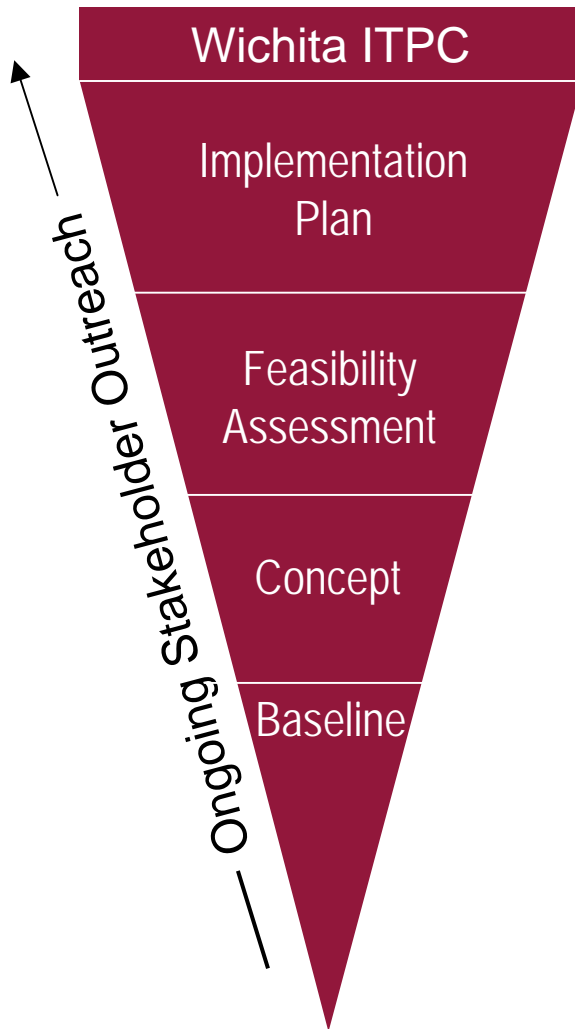 Wichita ITPC
Implementation
Plan
Feasibility
Assessment
Concept
Baseline
Ongoing Stakeholder Outreach